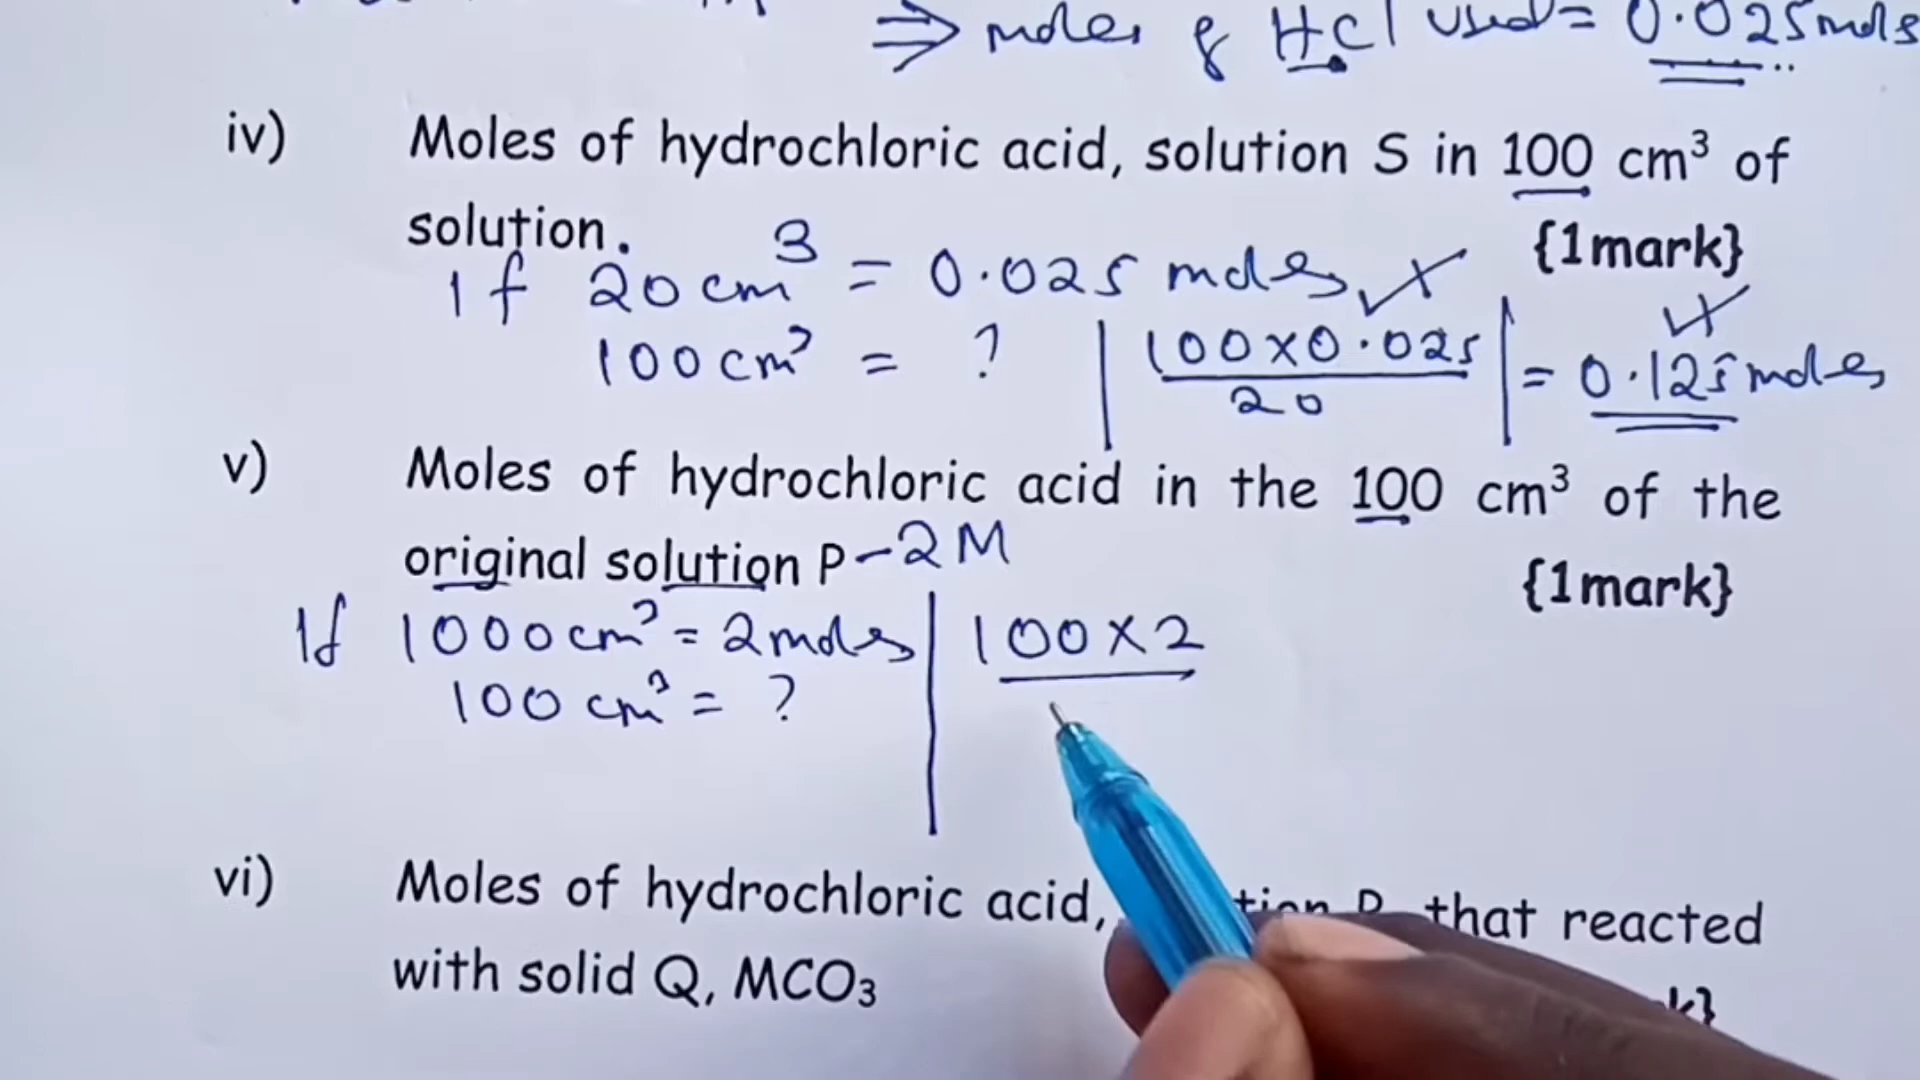 ⇒ moles of HCl used = 0.025 mols
iv) Moles of hydrochloric acid, solution S in 100 cm³ of
solution. {1mark}
If 20 cm³ = 0.025 moles
100 cm³ = ? | 100×0.025 / 20 | = 0.125 moles
v) Moles of hydrochloric acid in the 100 cm³ of the
original solution P – 2M {1mark}
If 1000 cm³ = 2 moles | 100 × 2
100 cm³ = ?
vi) Moles of hydrochloric acid, that reacted
with solid Q, MCO₃